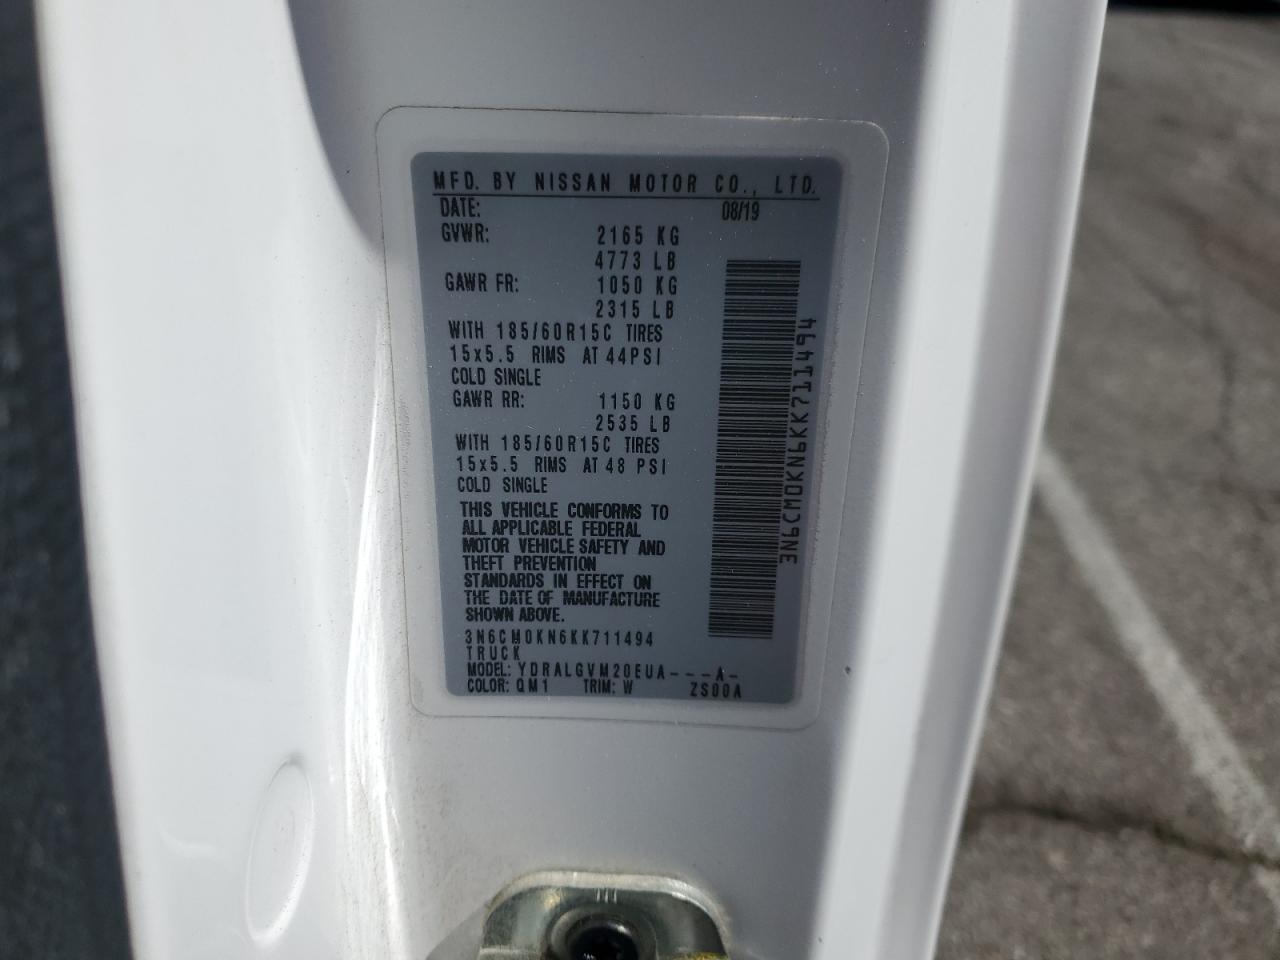 MFD. BY NISSAN MOTOR CO., LTD.
DATE: 08/19
GVWR: 2165 KG
4773 LB
GAWR FR: 1050 KG
2315 LB
WITH 185/60R15C TIRES
15x5.5 RIMS AT 44PSI
COLD SINGLE
GAWR RR: 1150 KG
2535 LB
WITH 185/60R15C TIRES
15x5.5 RIMS AT 48 PSI
COLD SINGLE
THIS VEHICLE CONFORMS TO
ALL APPLICABLE FEDERAL
MOTOR VEHICLE SAFETY AND
THEFT PREVENTION
STANDARDS IN EFFECT ON
THE DATE OF MANUFACTURE
SHOWN ABOVE.
3N6CM0KN6KK711494
TRUCK
MODEL: YDRALGVM20EUA---A-
COLOR: QM1 TRIM: W ZS00A
3N6CM0KN6KK711494